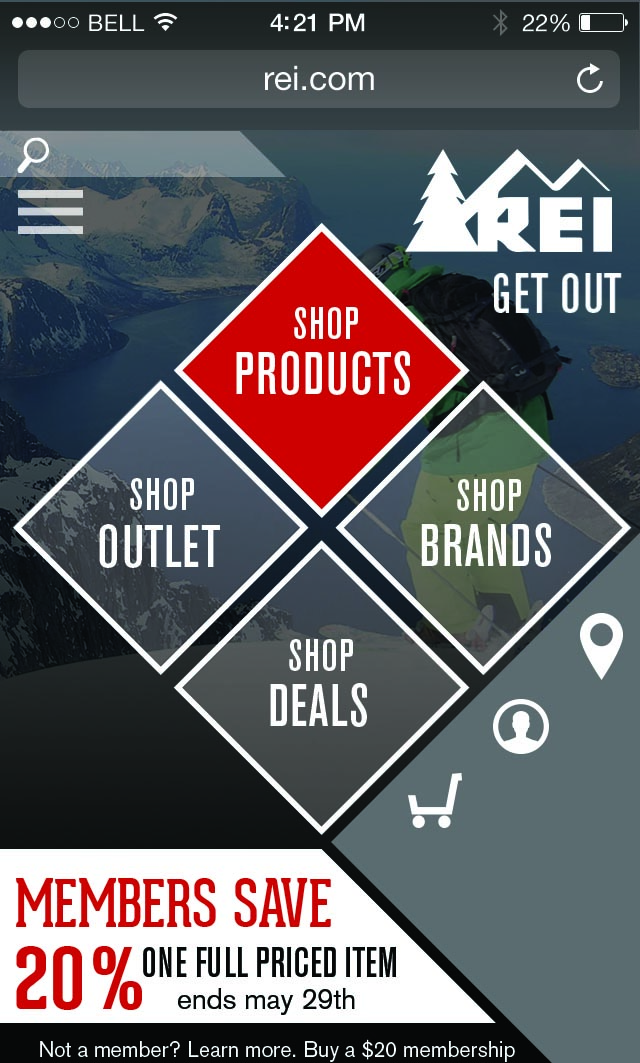 BELL 4:21 PM 22%
rei.com
REI
GET OUT
SHOP
PRODUCTS
SHOP
OUTLET
SHOP
BRANDS
SHOP
DEALS
MEMBERS SAVE
20% ONE FULL PRICED ITEM
ends may 29th
Not a member? Learn more. Buy a $20 membership